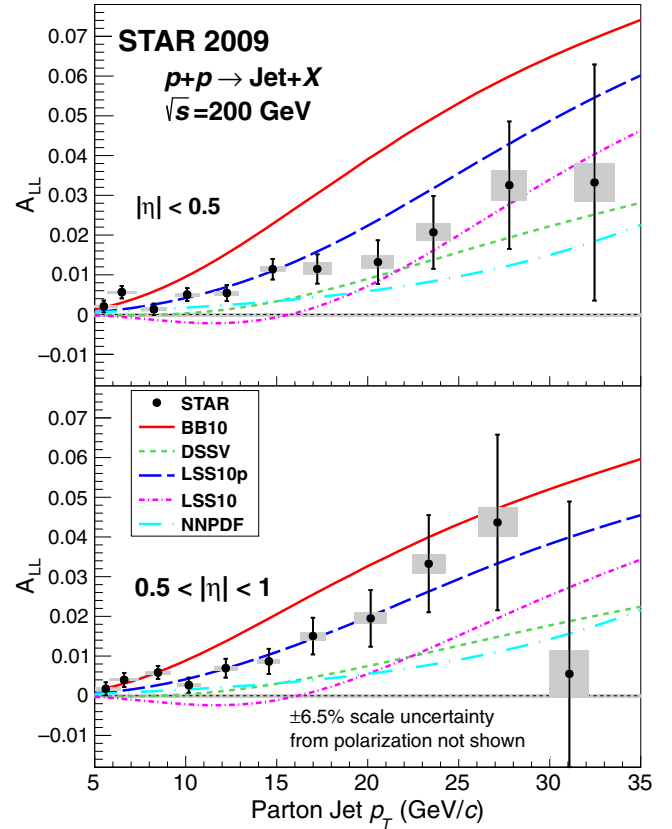 STAR 2009
p+p → Jet+X
√s=200 GeV
|η| < 0.5
A_LL
0.07
0.06
0.05
0.04
0.03
0.02
0.01
0
−0.01
STAR
BB10
DSSV
LSS10p
LSS10
NNPDF
0.5 < |η| < 1
A_LL
0.07
0.06
0.05
0.04
0.03
0.02
0.01
0
−0.01
±6.5% scale uncertainty
from polarization not shown
5 10 15 20 25 30 35
Parton Jet p_T (GeV/c)